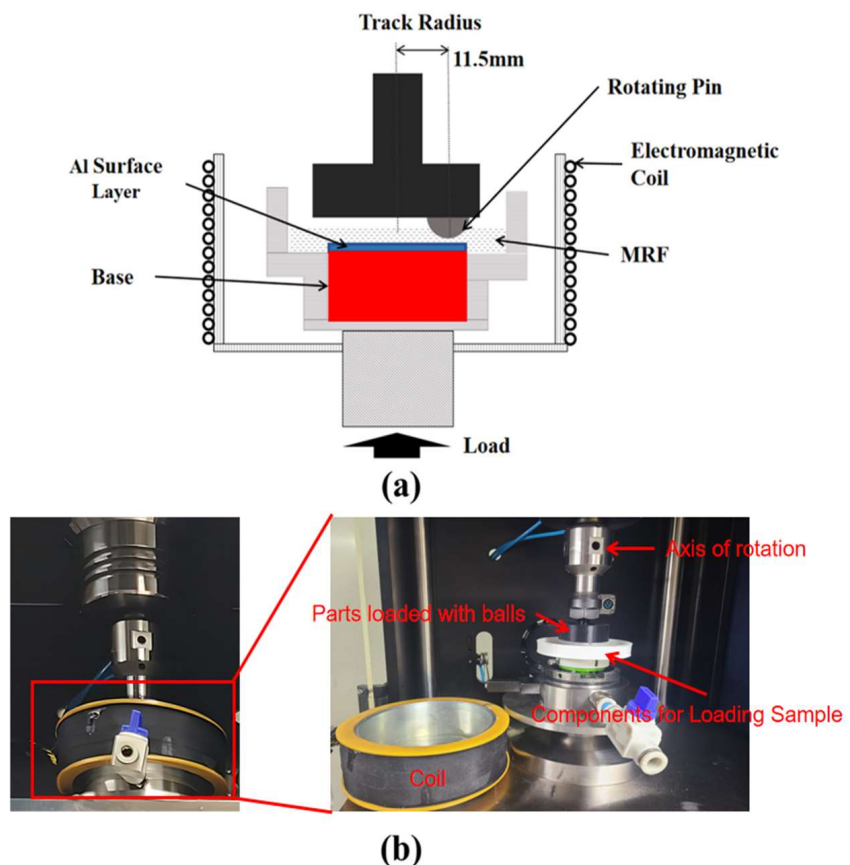 Track Radius
11.5mm
Rotating Pin
Al Surface
Layer
Electromagnetic
Coil
Base
MRF
Load
(a)
Axis of rotation
Parts loaded with balls
Components for Loading Sample
Coil
(b)